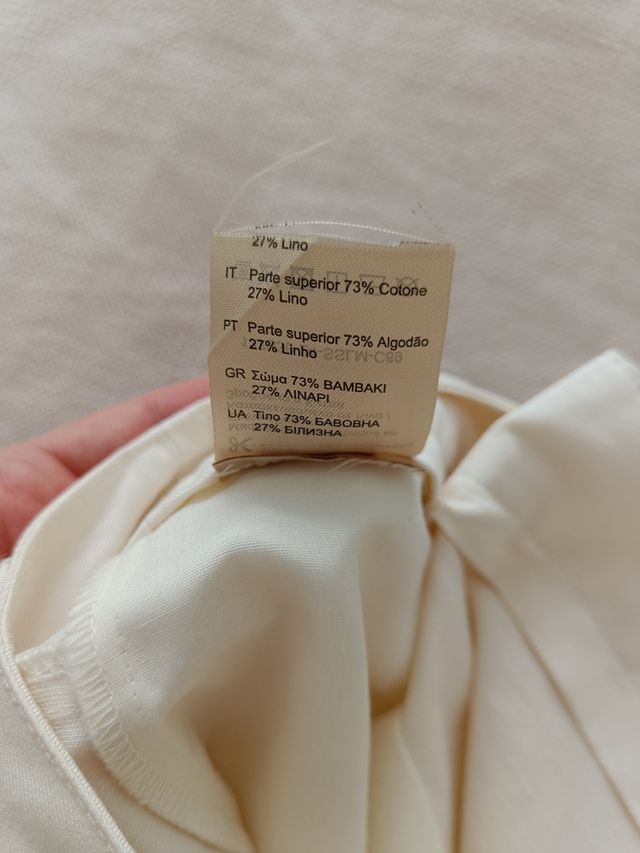 27% Lino
IT Parte superior 73% Cotone
27% Lino
PT Parte superior 73% Algodão
27% Linho
GR Σώμα 73% ΒΑΜΒΑΚΙ
27% ΛΙΝΑΡΙ
UA Тіло 73% БАВОВНА
27% БІЛИЗНА